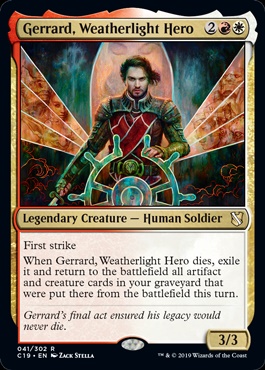 Gerrard, Weatherlight Hero 2
Legendary Creature — Human Soldier
First strike
When Gerrard, Weatherlight Hero dies, exile
it and return to the battlefield all artifact
and creature cards in your graveyard that
were put there from the battlefield this turn.
Gerrard's final act ensured his legacy would
never die.
3/3
041/302 R
C19 • EN ZACK STELLA
™ & © 2019 Wizards of the Coast